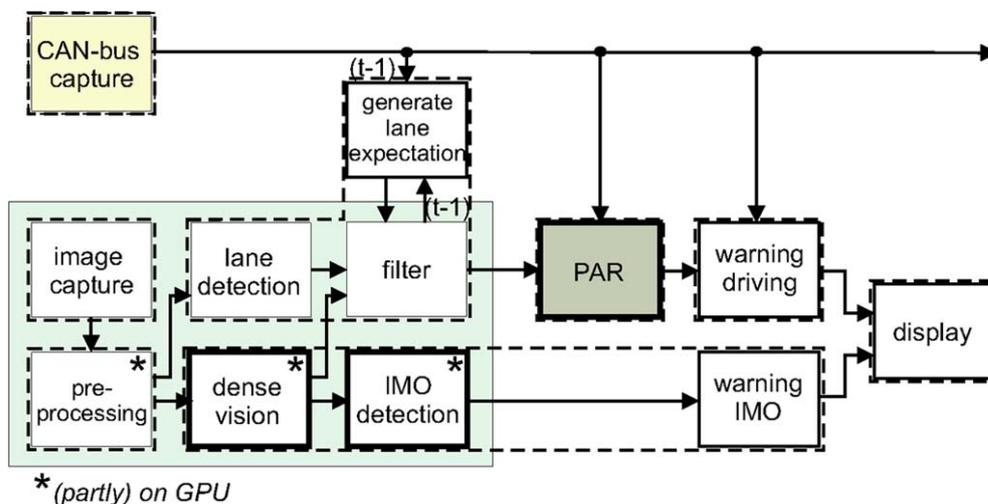 CAN-bus
capture
(t-1)
generate
lane
expectation
(t-1)
image
capture
lane
detection
filter
PAR
warning
driving
display
pre-
processing
*
dense
vision
*
IMO
detection
*
warning
IMO
* (partly) on GPU